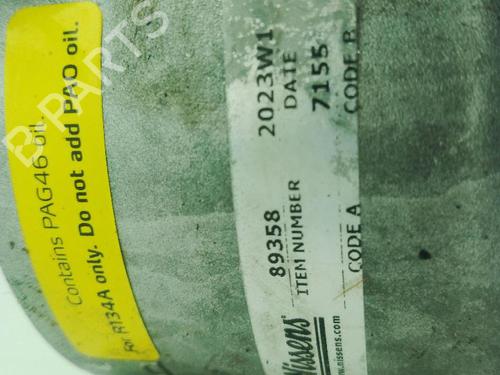 Contains PAG46 oil.
For R134A only. Do not add PAO oil.
Nissens
www.nissens.com
89358
ITEM NUMBER
2023W1
DATE
CODE A
7155
CODE B
B-PARTS